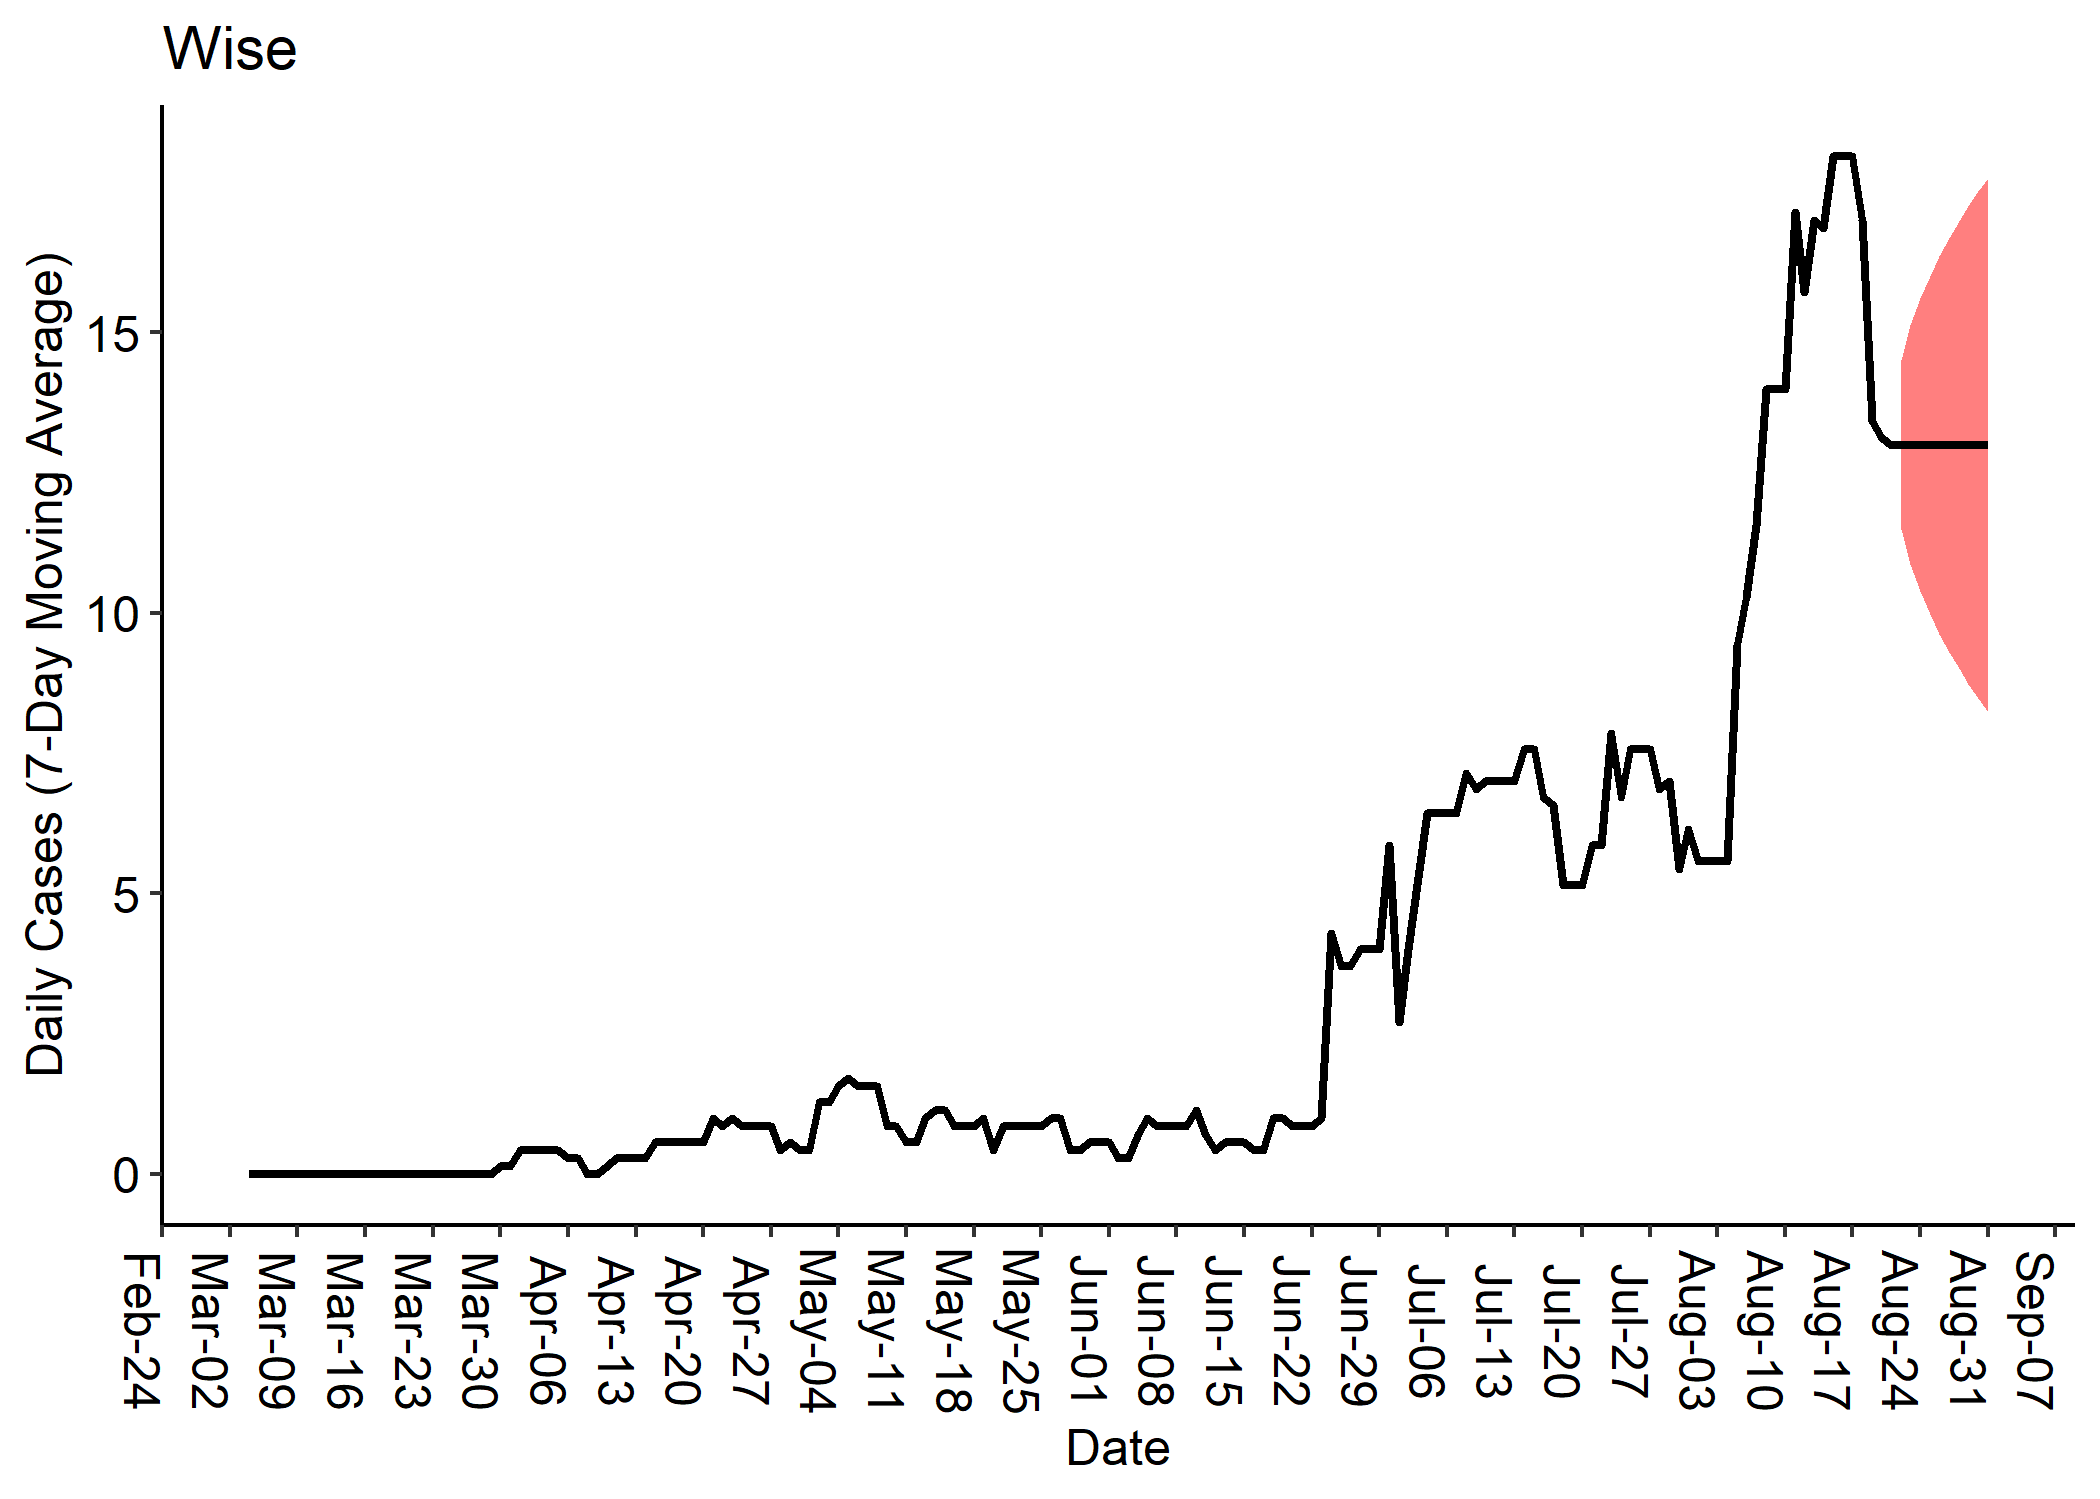 Wise
Daily Cases (7-Day Moving Average)
15
10
5
0
Feb-24
Mar-02
Mar-09
Mar-16
Mar-23
Mar-30
Apr-06
Apr-13
Apr-20
Apr-27
May-04
May-11
May-18
May-25
Jun-01
Jun-08
Jun-15
Jun-22
Jun-29
Jul-06
Jul-13
Jul-20
Jul-27
Aug-03
Aug-10
Aug-17
Aug-24
Aug-31
Sep-07
Date